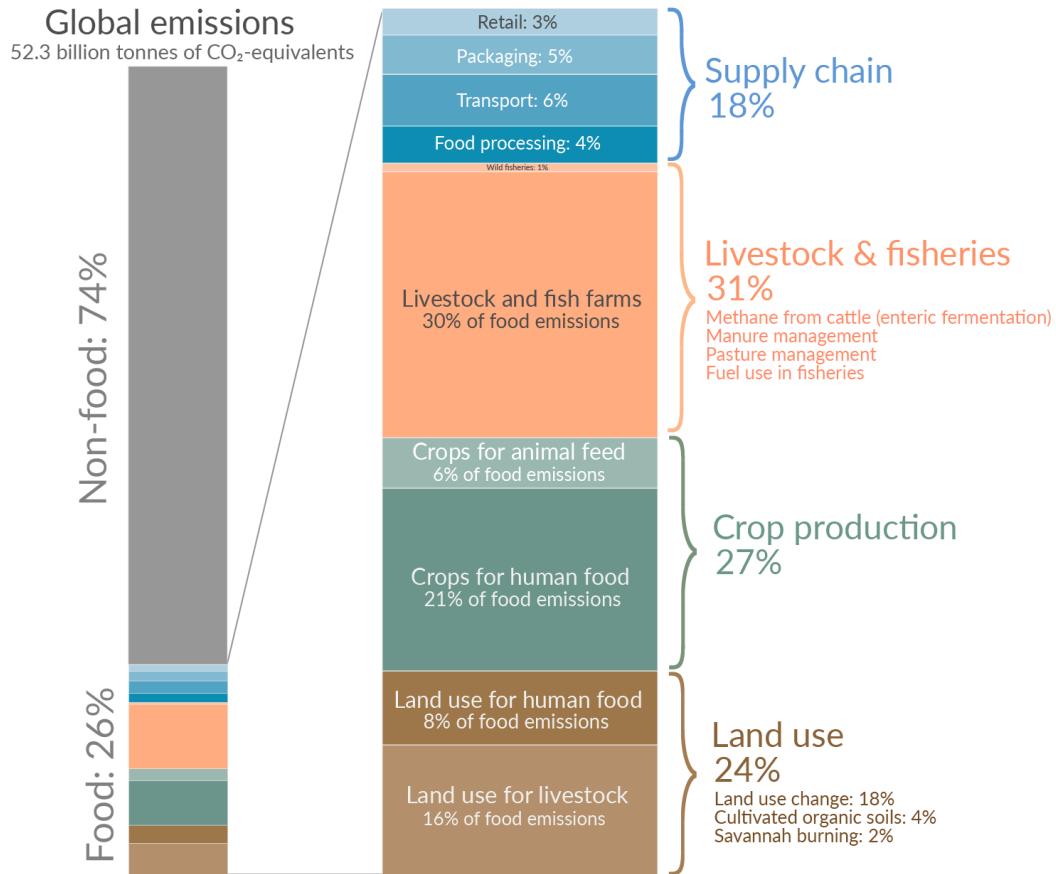 Global emissions
52.3 billion tonnes of CO₂-equivalents
Non-food: 74%
Food: 26%
Retail: 3%
Packaging: 5%
Transport: 6%
Food processing: 4%
Wild fisheries: 1%
Livestock and fish farms
30% of food emissions
Crops for animal feed
6% of food emissions
Crops for human food
21% of food emissions
Land use for human food
8% of food emissions
Land use for livestock
16% of food emissions
Supply chain
18%
Livestock & fisheries
31%
Methane from cattle (enteric fermentation)
Manure management
Pasture management
Fuel use in fisheries
Crop production
27%
Land use
24%
Land use change: 18%
Cultivated organic soils: 4%
Savannah burning: 2%